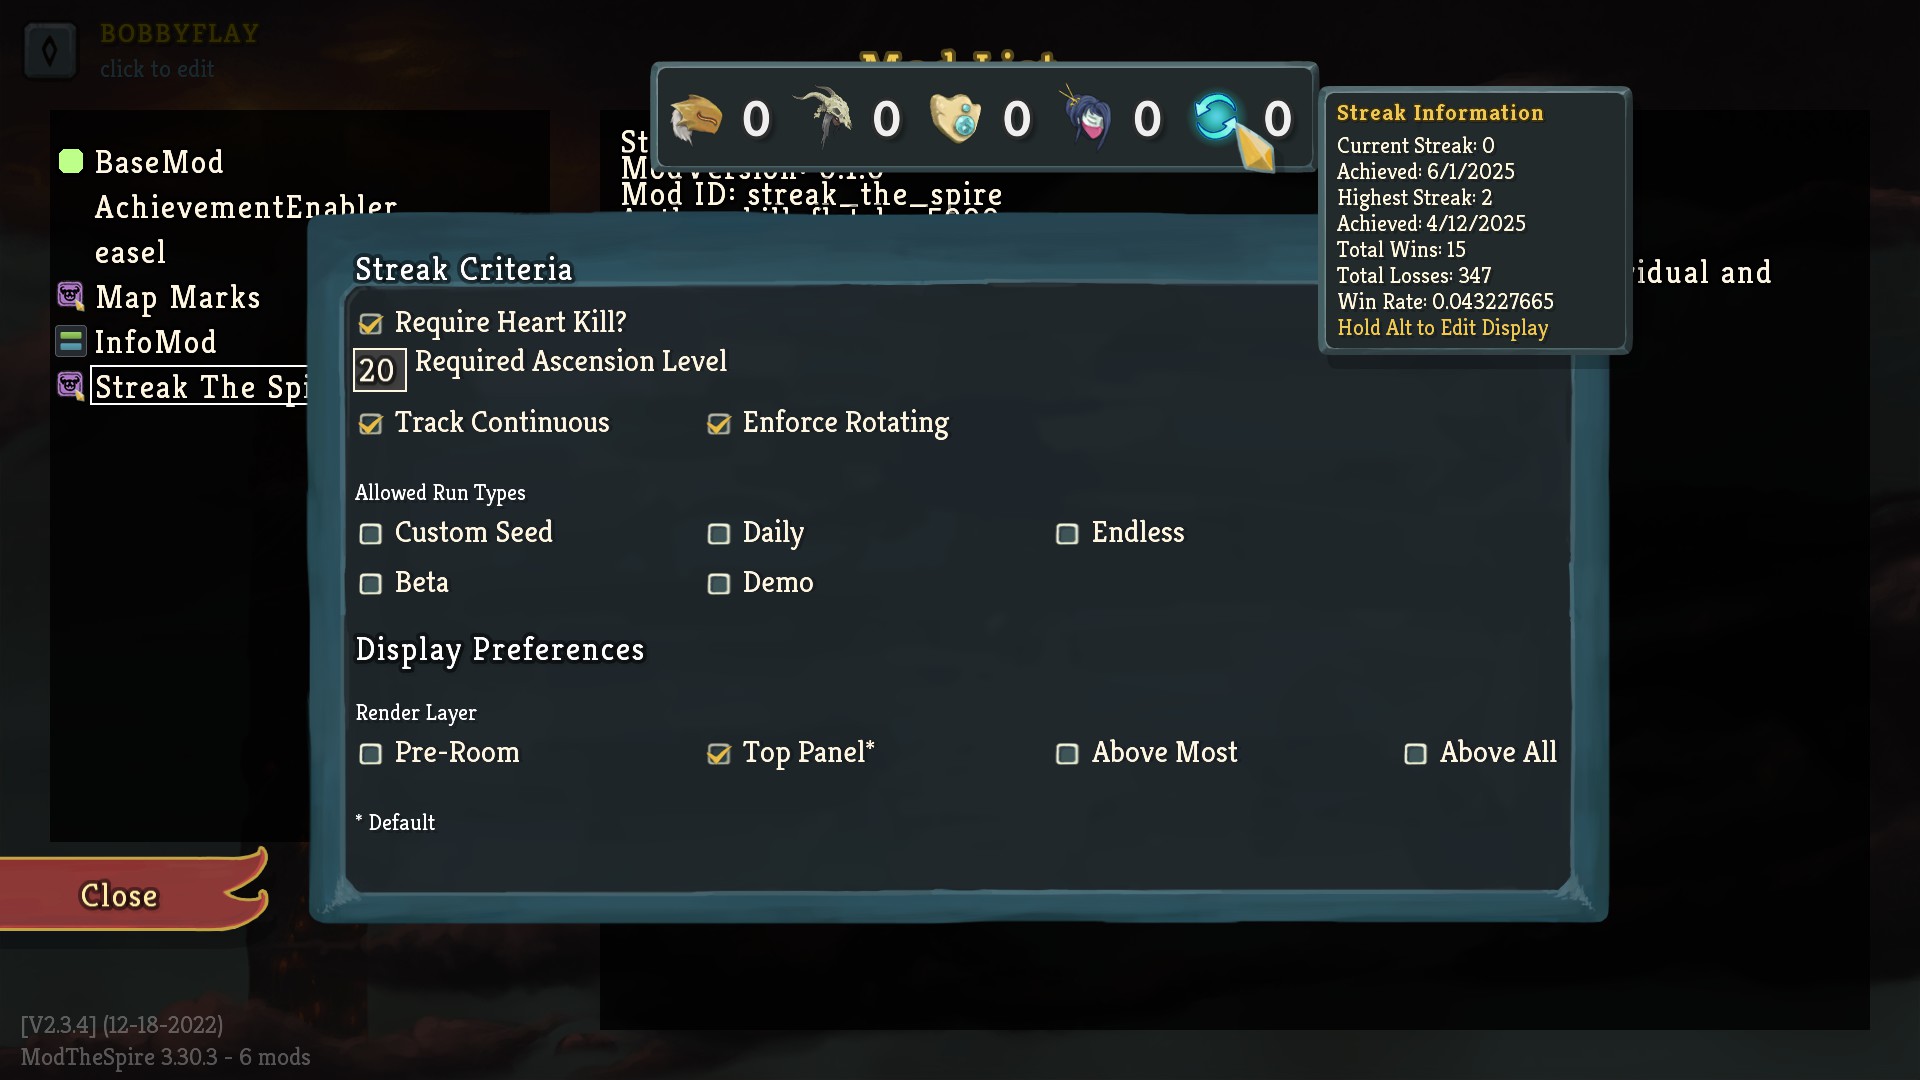 BOBBYFLAY
click to edit
BaseMod
AchievementEnabler
easel
Map Marks
InfoMod
Streak The Spi
Close
[V2.3.4] (12-18-2022)
ModTheSpire 3.30.3 - 6 mods
Mod List
0 0 0 0 0
St
Mod ID: streak_the_spire
idual and
Streak Information
Current Streak: 0
Achieved: 6/1/2025
Highest Streak: 2
Achieved: 4/12/2025
Total Wins: 15
Total Losses: 347
Win Rate: 0.043227665
Hold Alt to Edit Display
Streak Criteria
Require Heart Kill?
20 Required Ascension Level
Track Continuous Enforce Rotating
Allowed Run Types
Custom Seed Daily Endless
Beta Demo
Display Preferences
Render Layer
Pre-Room Top Panel* Above Most Above All
* Default